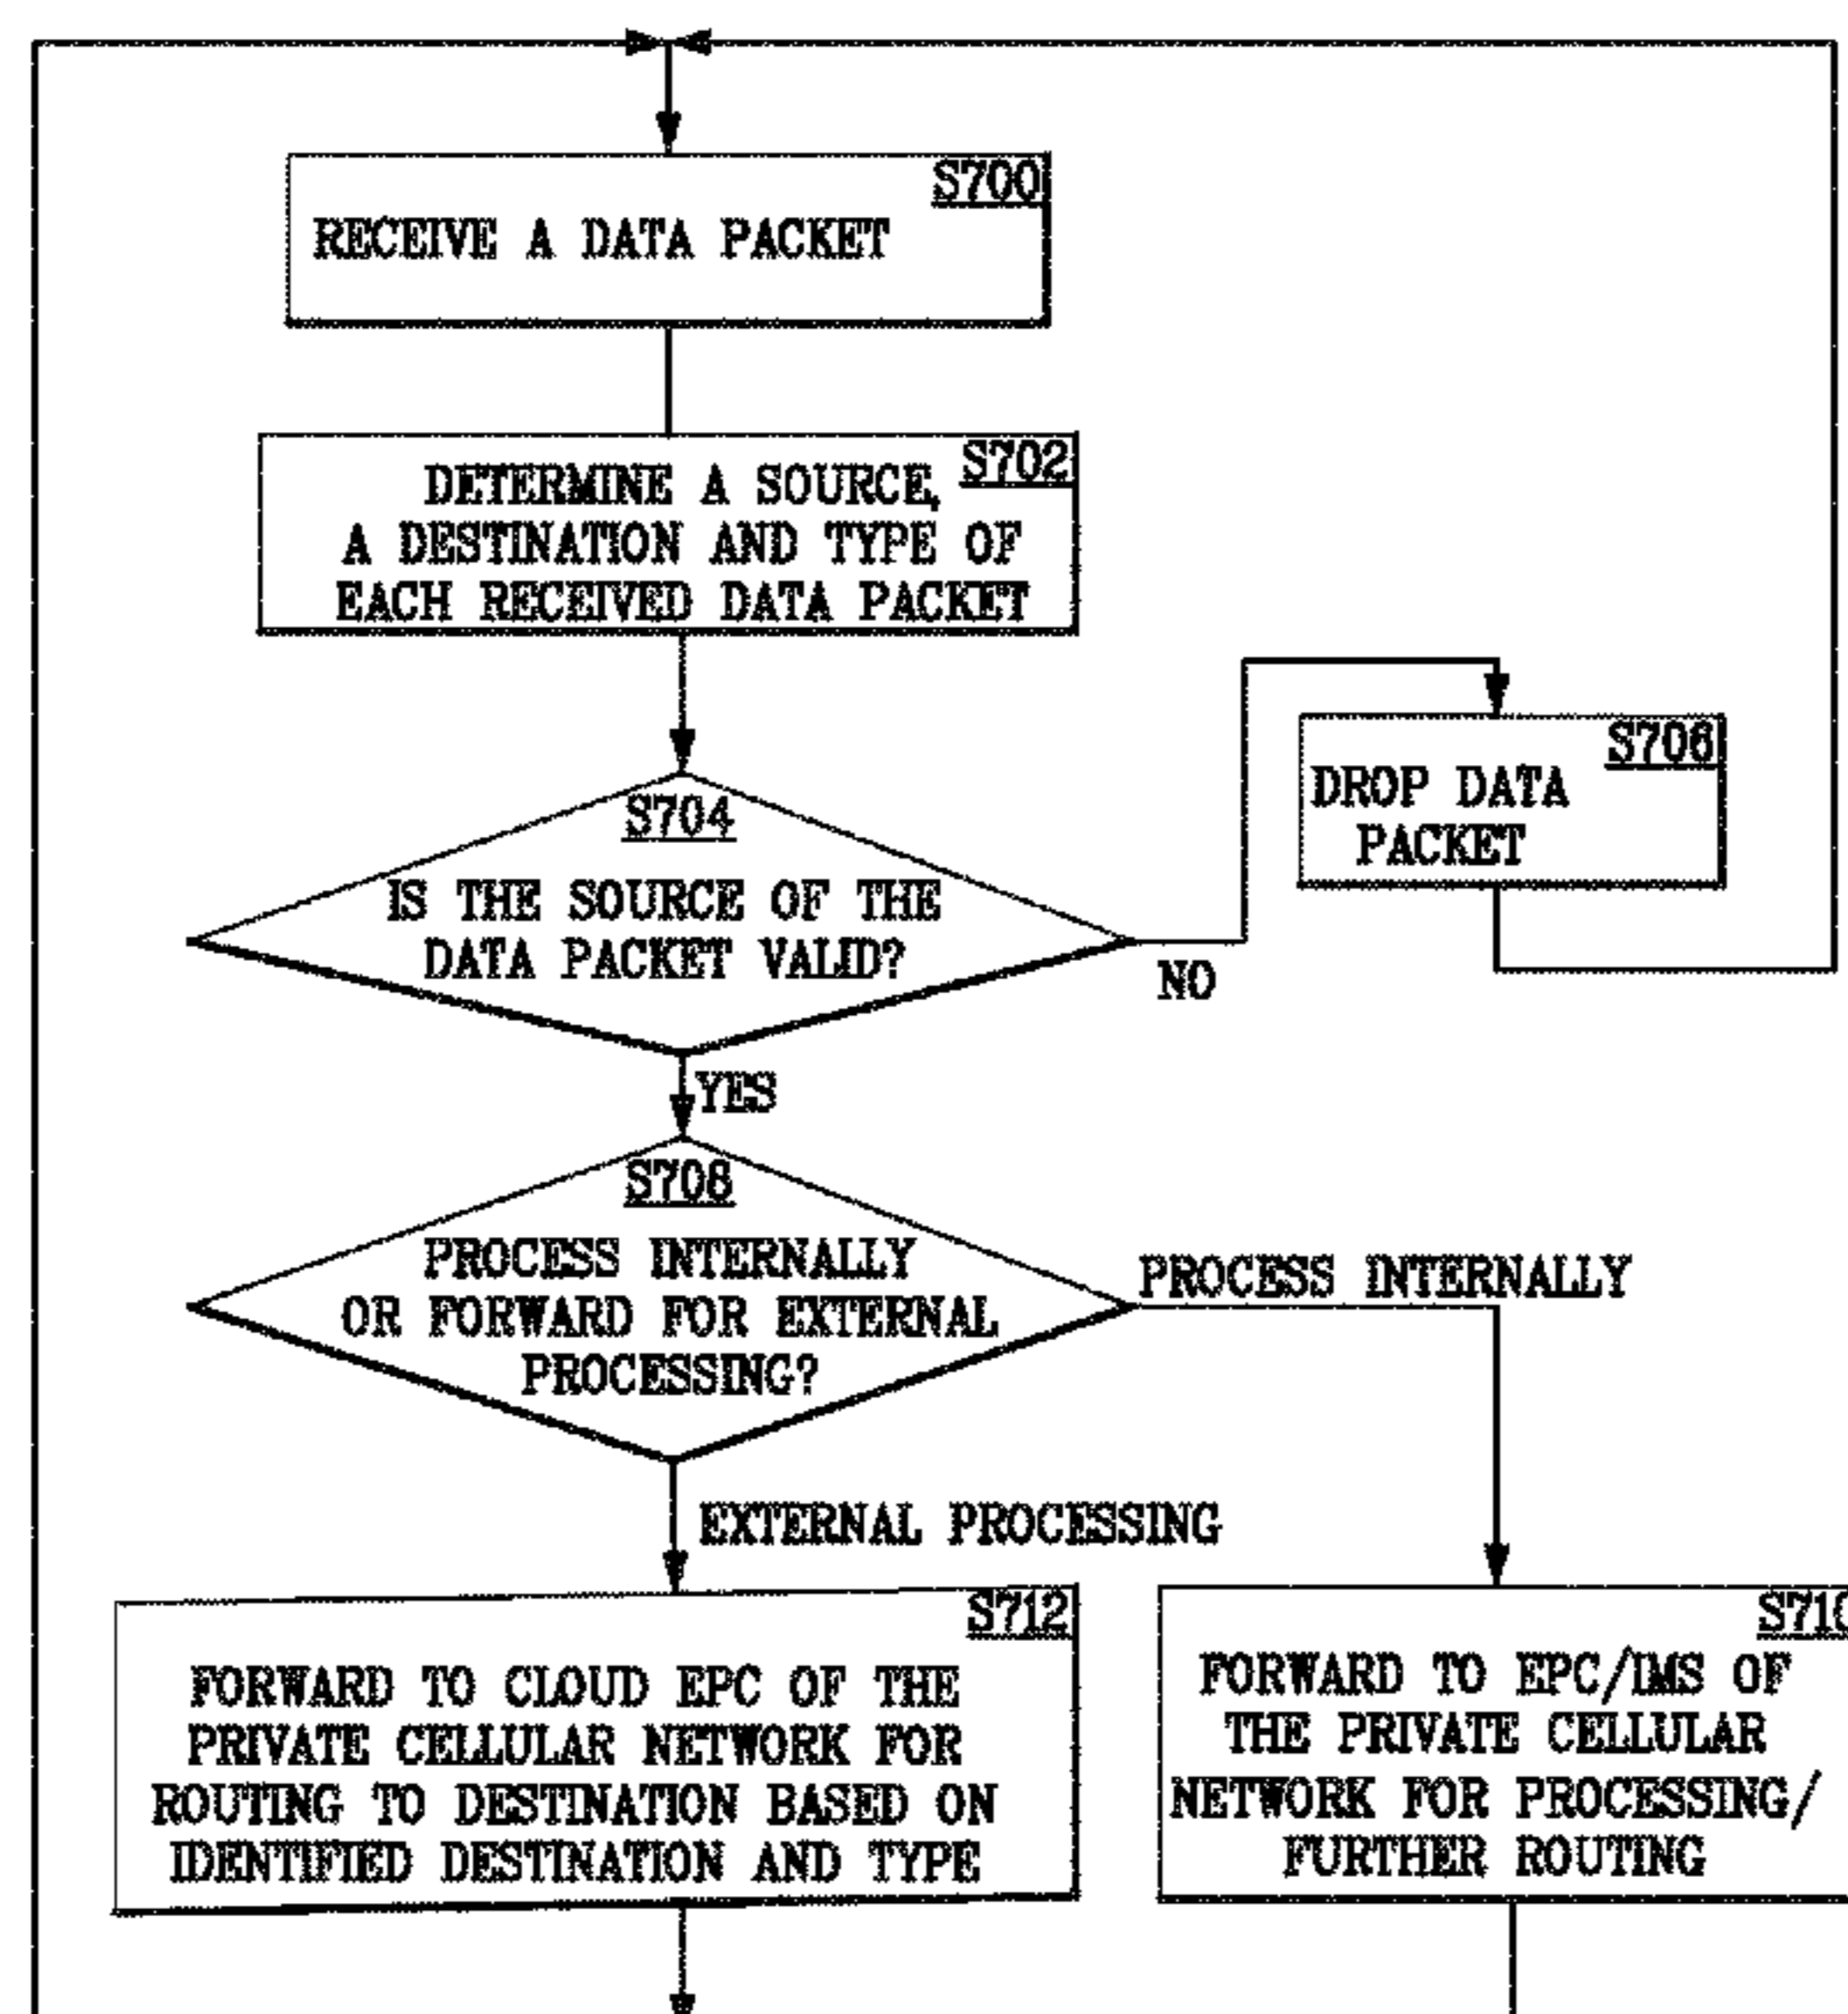 S700
RECEIVE A DATA PACKET
S702
DETERMINE A SOURCE,
A DESTINATION AND TYPE OF
EACH RECEIVED DATA PACKET
S704
IS THE SOURCE OF THE
DATA PACKET VALID?
NO
S706
DROP DATA
PACKET
YES
S708
PROCESS INTERNALLY
OR FORWARD FOR EXTERNAL
PROCESSING?
PROCESS INTERNALLY
EXTERNAL PROCESSING
S712
FORWARD TO CLOUD EPC OF THE
PRIVATE CELLULAR NETWORK FOR
ROUTING TO DESTINATION BASED ON
IDENTIFIED DESTINATION AND TYPE
S710
FORWARD TO EPC/IMS OF
THE PRIVATE CELLULAR
NETWORK FOR PROCESSING/
FURTHER ROUTING